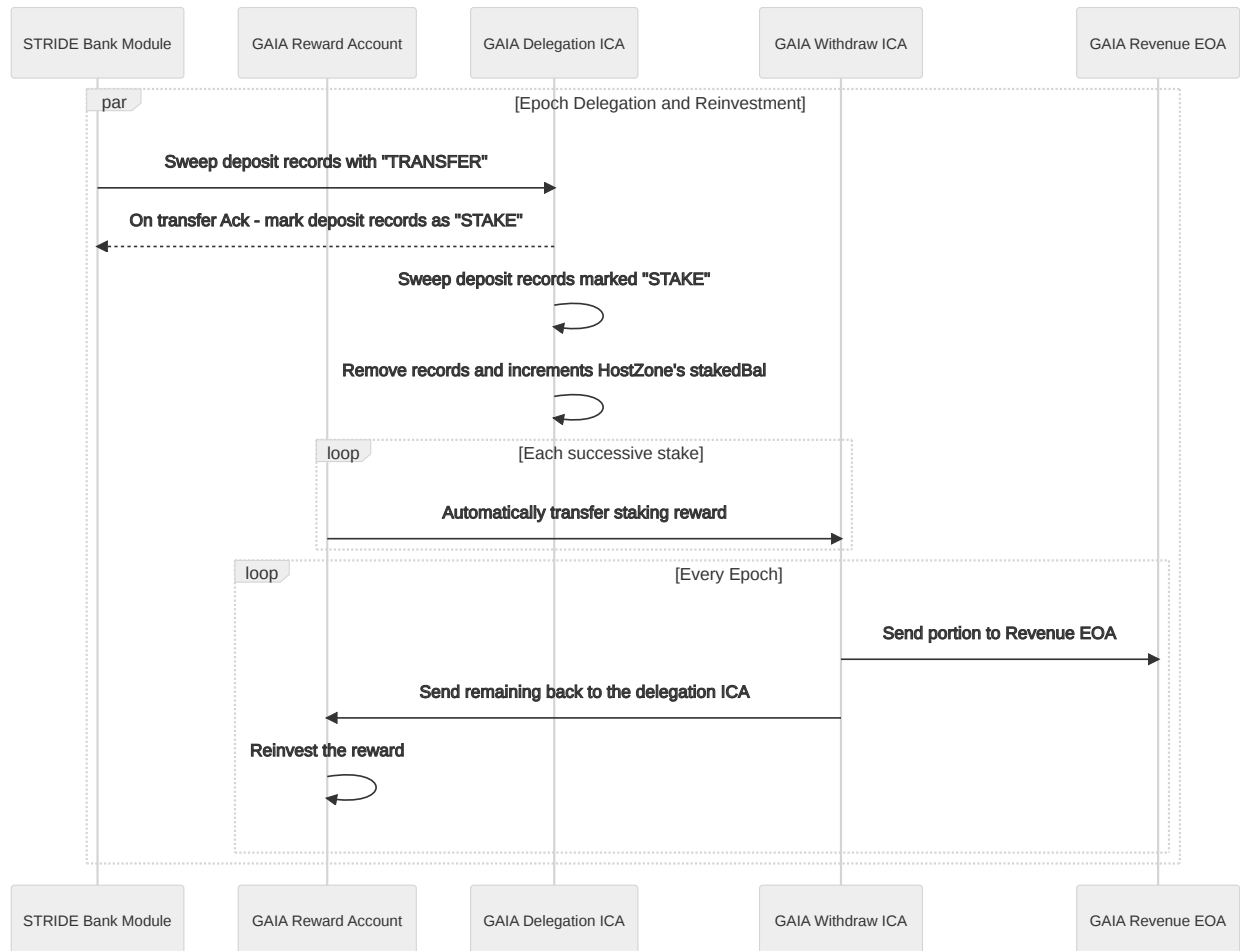 STRIDE Bank Module
GAIA Reward Account
GAIA Delegation ICA
GAIA Withdraw ICA
GAIA Revenue EOA
par
[Epoch Delegation and Reinvestment]
Sweep deposit records with "TRANSFER"
On transfer Ack - mark deposit records as "STAKE"
Sweep deposit records marked "STAKE"
Remove records and increments HostZone's stakedBal
loop
[Each successive stake]
Automatically transfer staking reward
loop
[Every Epoch]
Send portion to Revenue EOA
Send remaining back to the delegation ICA
Reinvest the reward
STRIDE Bank Module
GAIA Reward Account
GAIA Delegation ICA
GAIA Withdraw ICA
GAIA Revenue EOA